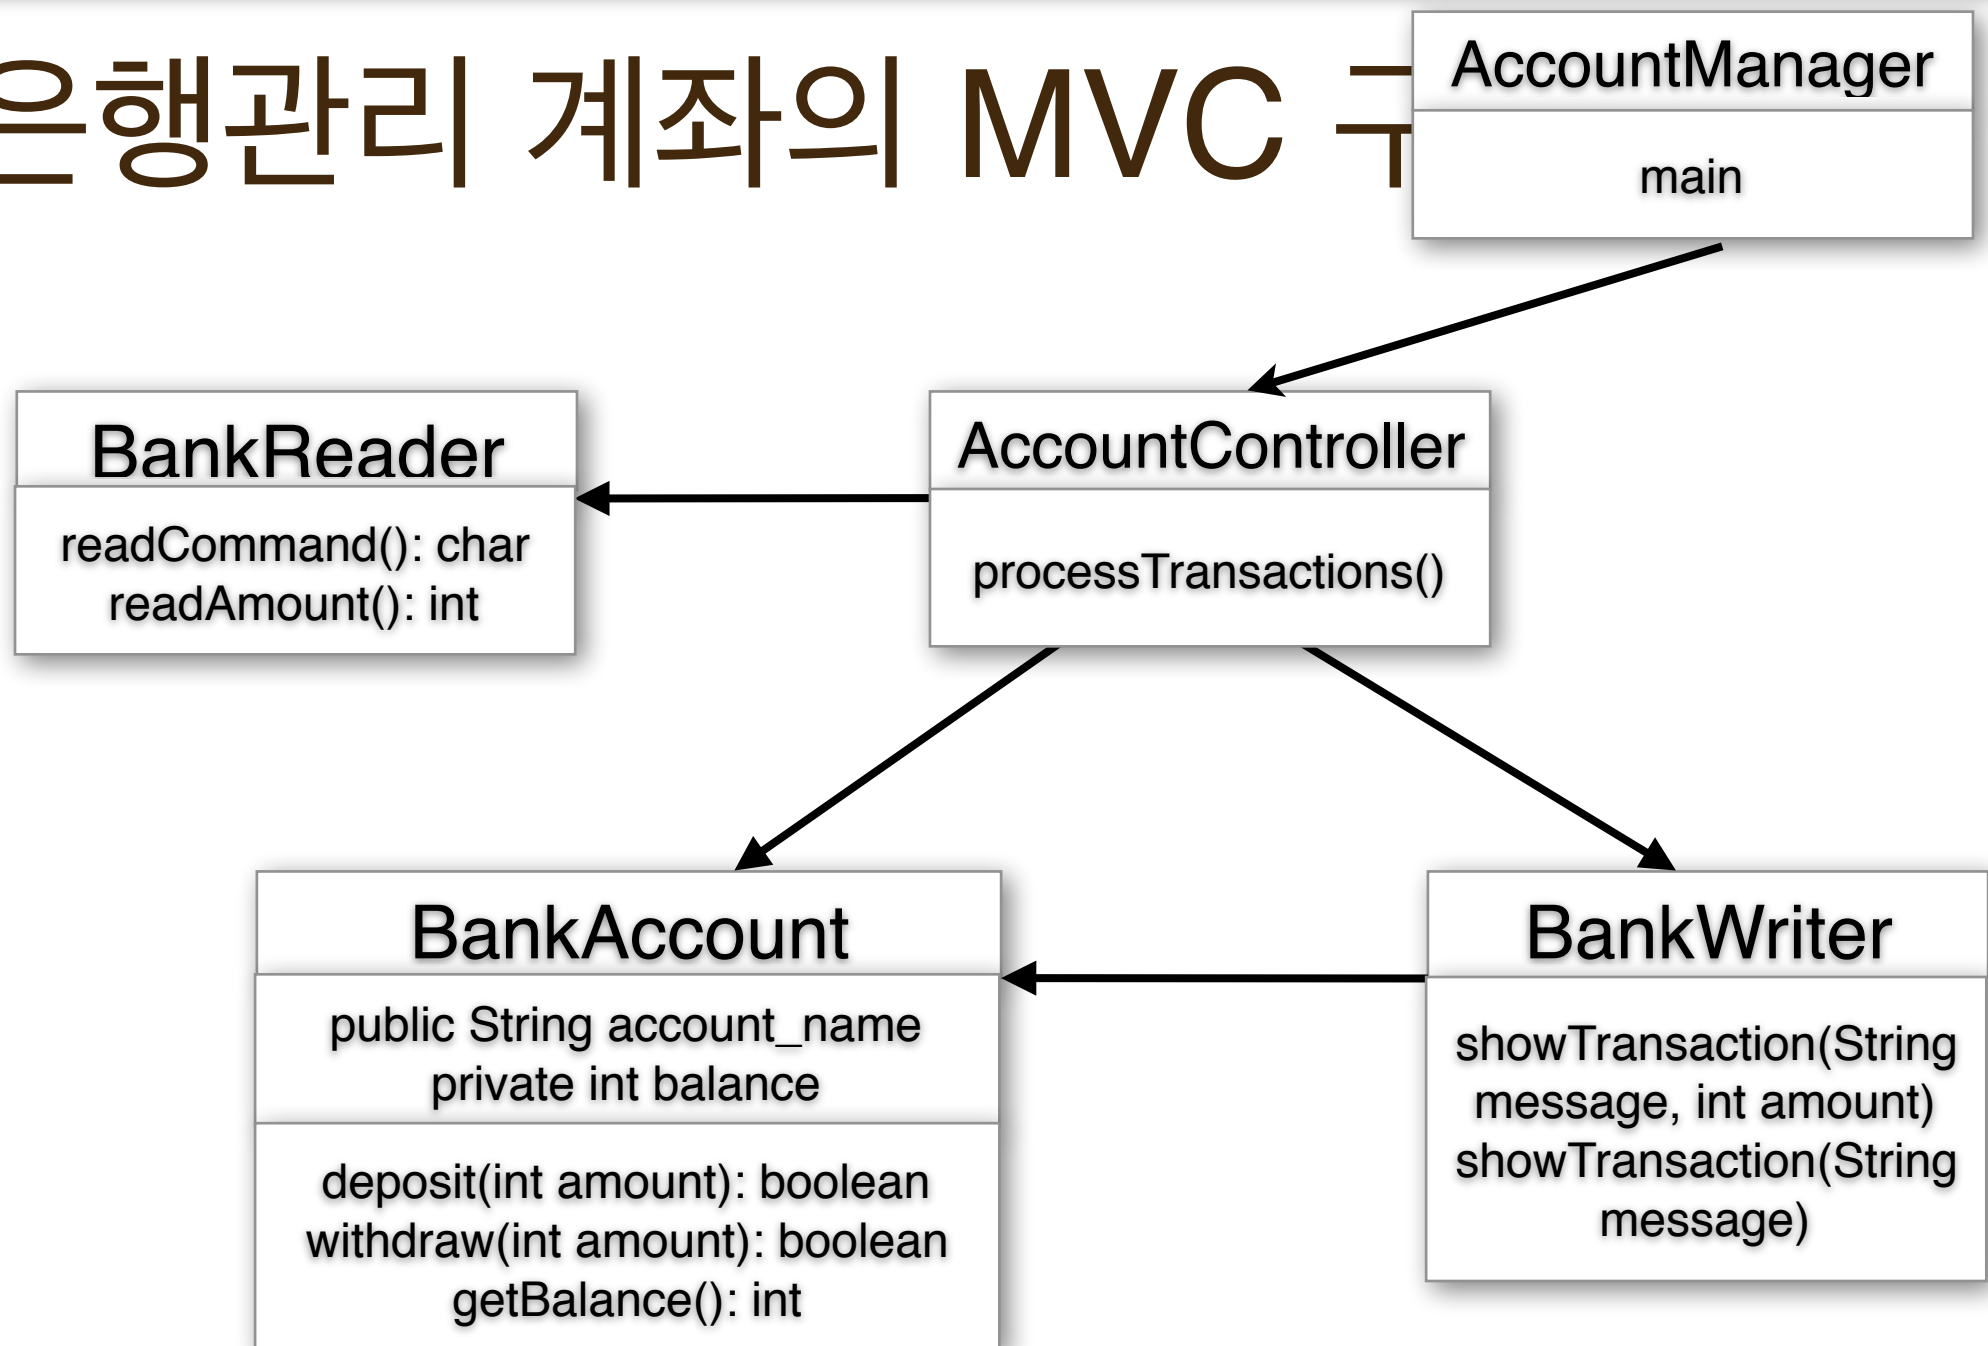 은행관리 계좌의 MVC
AccountManager
main
BankReader
readCommand(): char
readAmount(): int
AccountController
processTransactions()
BankAccount
public String account_name
private int balance
deposit(int amount): boolean
withdraw(int amount): boolean
getBalance(): int
BankWriter
showTransaction(String
message, int amount)
showTransaction(String
message)